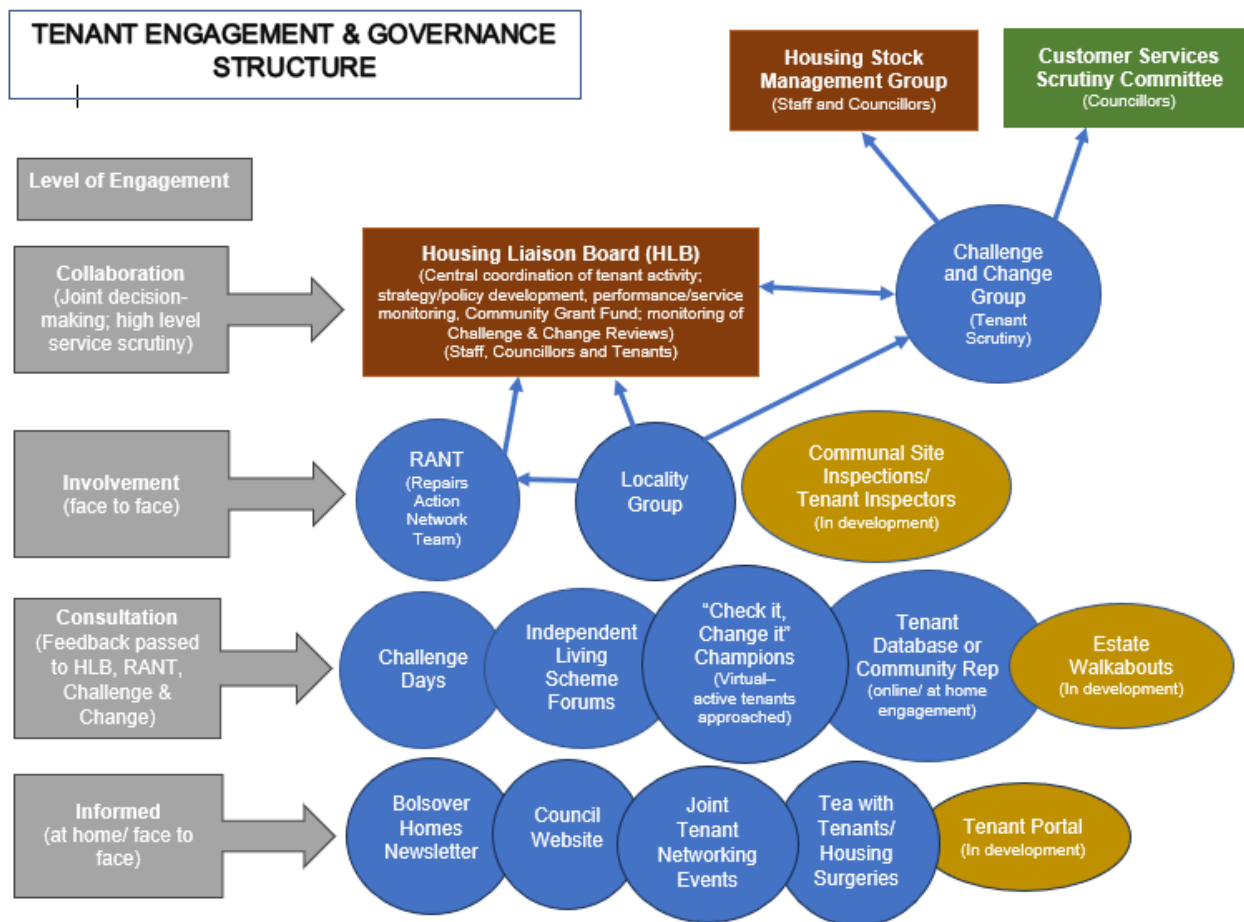 TENANT ENGAGEMENT & GOVERNANCE
STRUCTURE
Housing Stock
Management Group
(Staff and Councillors)
Customer Services
Scrutiny Committee
(Councillors)
Level of Engagement
Collaboration
(Joint decision-
making; high level
service scrutiny)
Housing Liaison Board (HLB)
(Central coordination of tenant activity;
strategy/policy development, performance/service
monitoring, Community Grant Fund; monitoring of
Challenge & Change Reviews)
(Staff, Councillors and Tenants)
Challenge
and Change
Group
(Tenant
Scrutiny)
Involvement
(face to face)
RANT
(Repairs
Action
Network
Team)
Locality
Group
Communal Site
Inspections/
Tenant Inspectors
(In development)
Consultation
(Feedback passed
to HLB, RANT,
Challenge &
Change)
Challenge
Days
Independent
Living
Scheme
Forums
“Check it,
Change it”
Champions
(Virtual–
active tenants
approached)
Tenant
Database or
Community Rep
(online/ at home
engagement)
Estate
Walkabouts
(In development)
Informed
(at home/ face to
face)
Bolsover
Homes
Newsletter
Council
Website
Joint
Tenant
Networking
Events
Tea with
Tenants/
Housing
Surgeries
Tenant Portal
(In development)